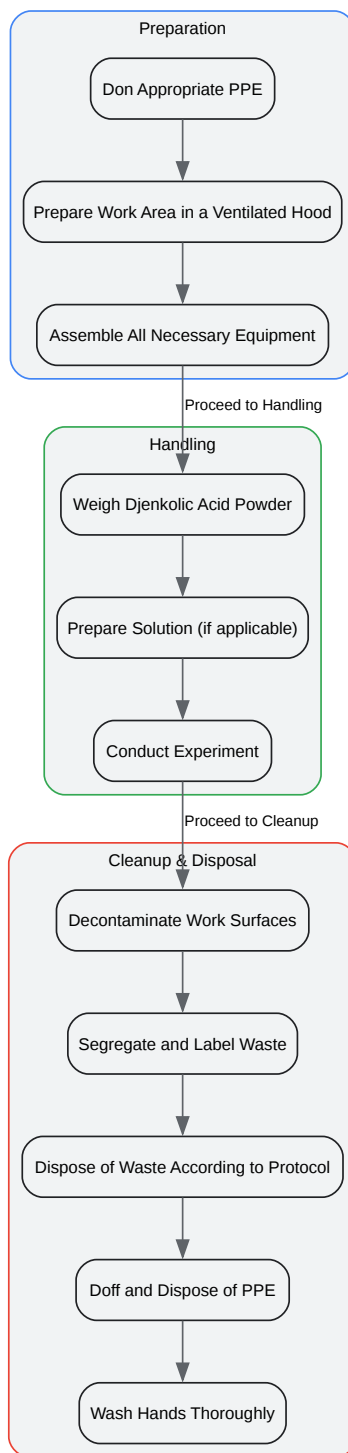 Preparation
Don Appropriate PPE
Prepare Work Area in a Ventilated Hood
Assemble All Necessary Equipment
Proceed to Handling
Handling
Weigh Djenkolic Acid Powder
Prepare Solution (if applicable)
Conduct Experiment
Proceed to Cleanup
Cleanup & Disposal
Decontaminate Work Surfaces
Segregate and Label Waste
Dispose of Waste According to Protocol
Doff and Dispose of PPE
Wash Hands Thoroughly